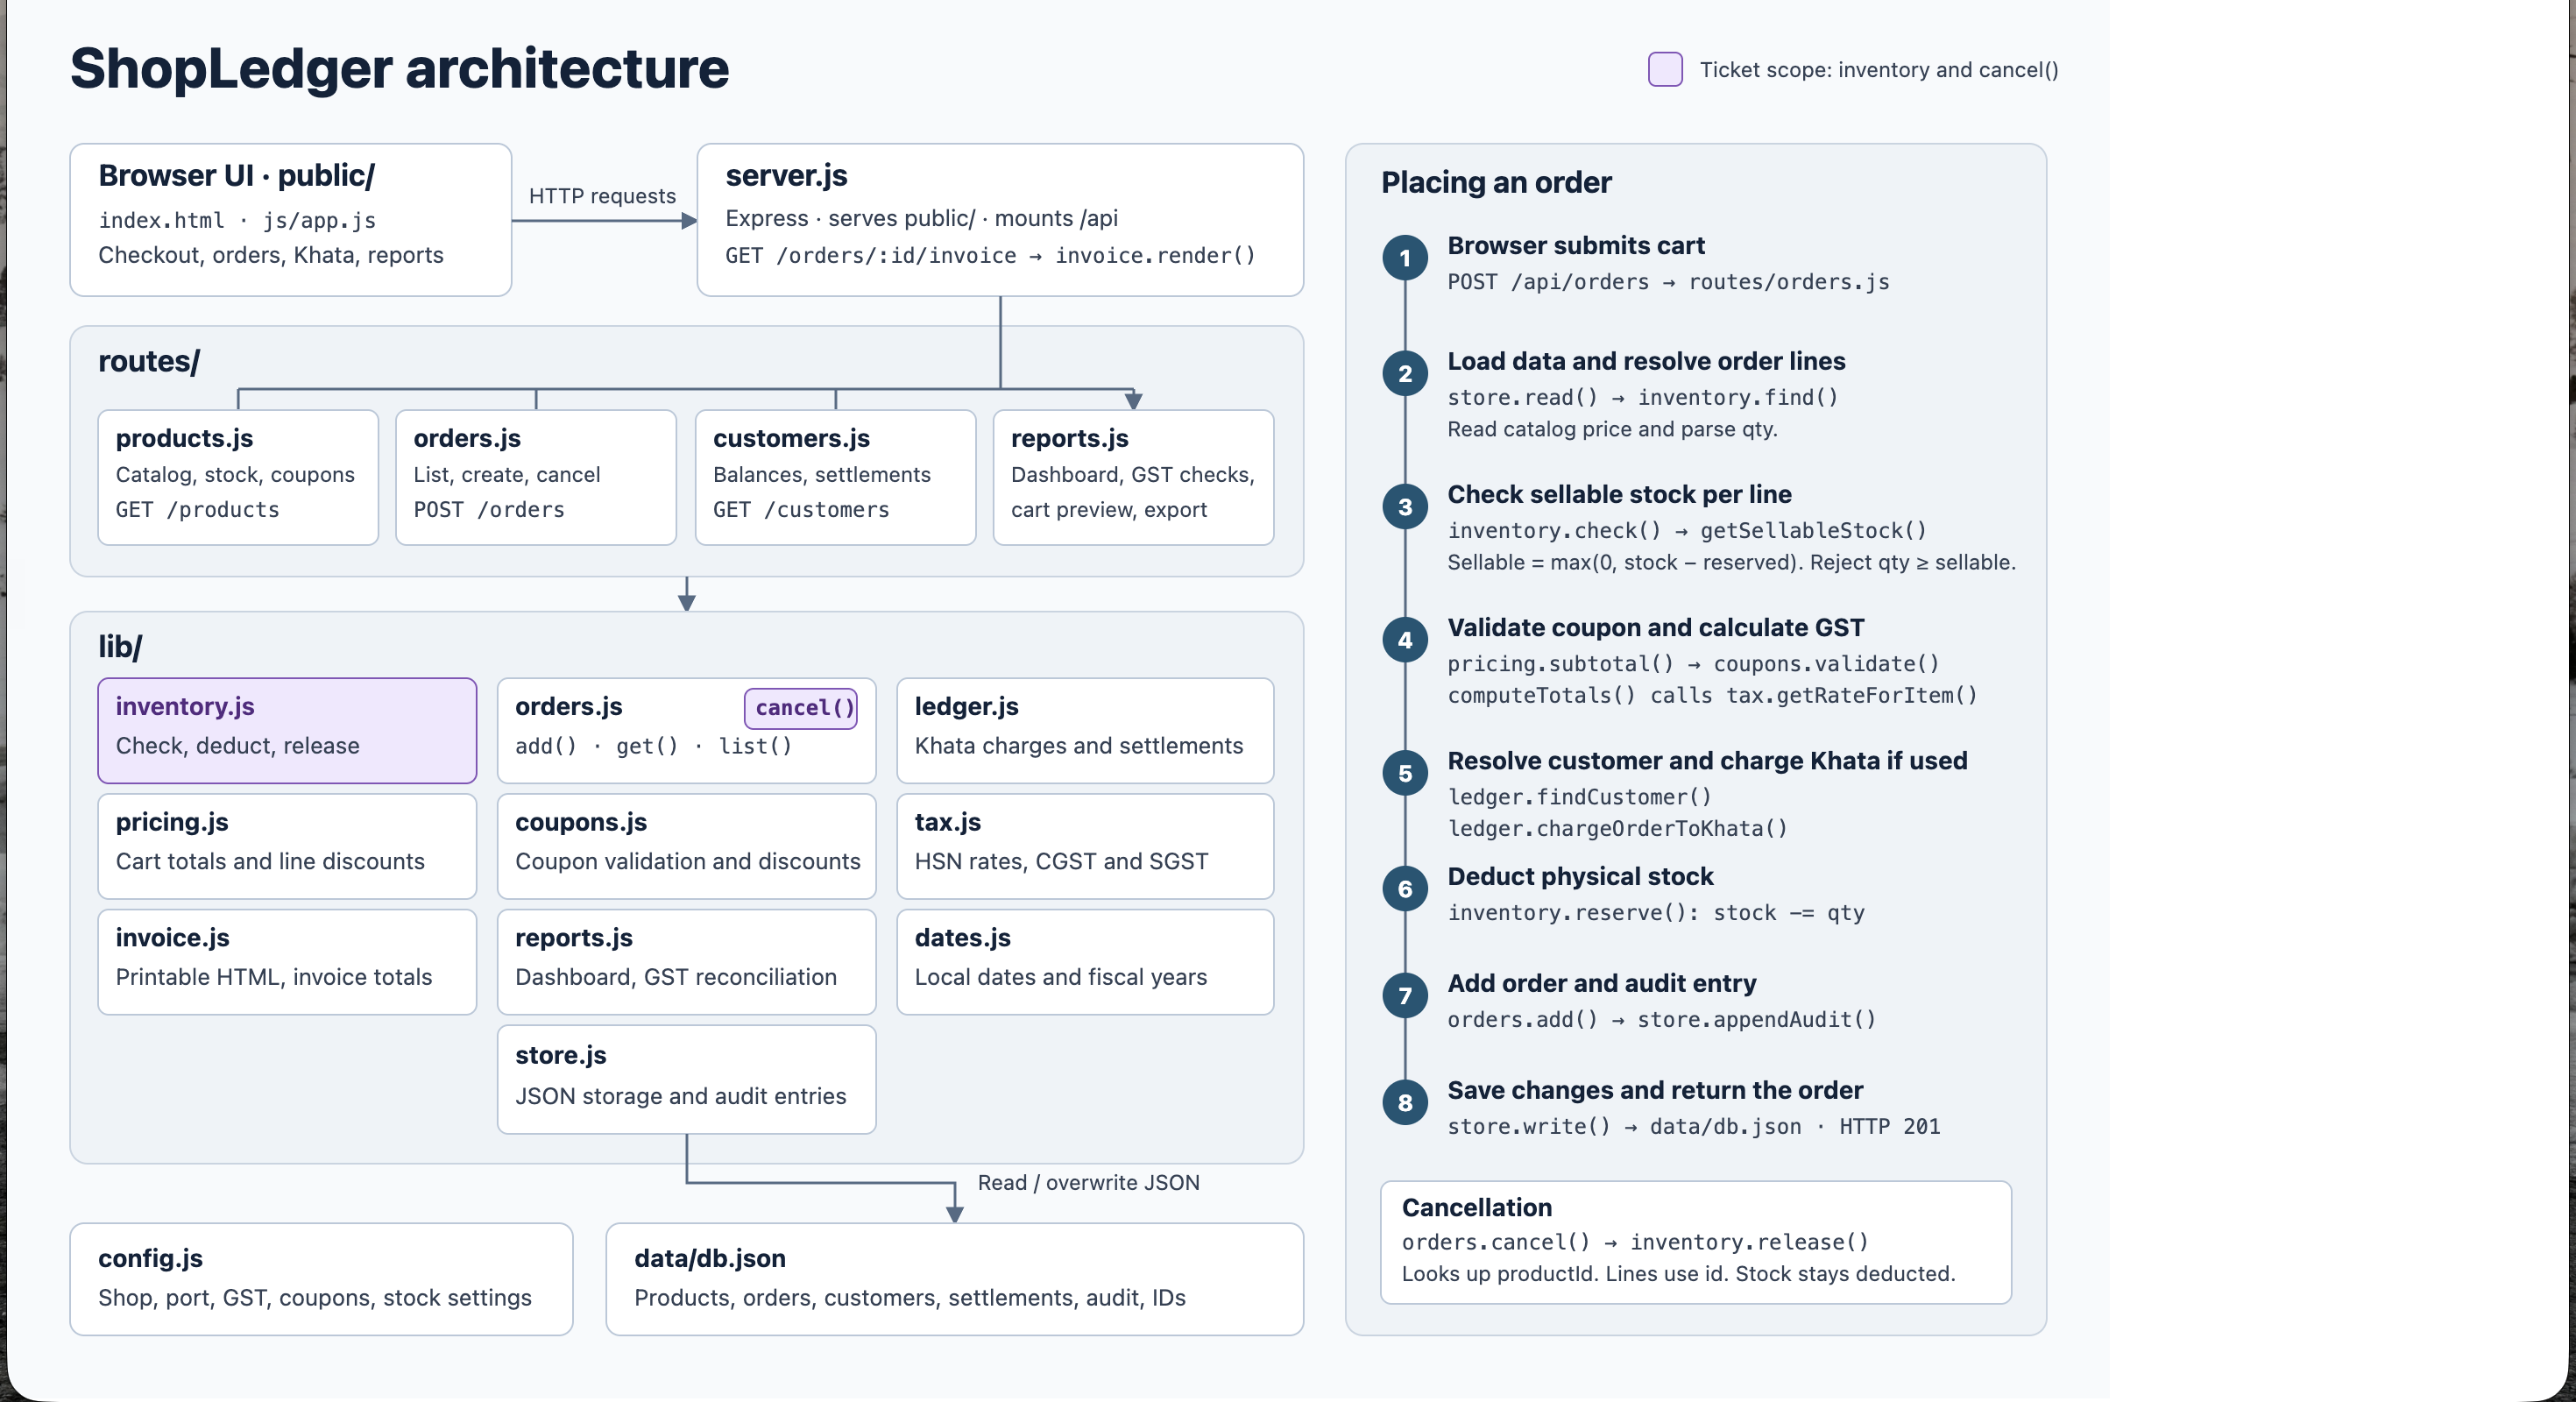 ShopLedger architecture
Ticket scope: inventory and cancel()
Browser UI · public/
index.html · js/app.js
Checkout, orders, Khata, reports
HTTP requests
server.js
Express · serves public/ · mounts /api
GET /orders/:id/invoice → invoice.render()
routes/
products.js
Catalog, stock, coupons
GET /products
orders.js
List, create, cancel
POST /orders
customers.js
Balances, settlements
GET /customers
reports.js
Dashboard, GST checks,
cart preview, export
lib/
inventory.js
Check, deduct, release
orders.js
cancel()
add() · get() · list()
ledger.js
Khata charges and settlements
pricing.js
Cart totals and line discounts
coupons.js
Coupon validation and discounts
tax.js
HSN rates, CGST and SGST
invoice.js
Printable HTML, invoice totals
reports.js
Dashboard, GST reconciliation
dates.js
Local dates and fiscal years
store.js
JSON storage and audit entries
Read / overwrite JSON
config.js
Shop, port, GST, coupons, stock settings
data/db.json
Products, orders, customers, settlements, audit, IDs
Placing an order
1
Browser submits cart
POST /api/orders → routes/orders.js
2
Load data and resolve order lines
store.read() → inventory.find()
Read catalog price and parse qty.
3
Check sellable stock per line
inventory.check() → getSellableStock()
Sellable = max(0, stock − reserved). Reject qty ≥ sellable.
4
Validate coupon and calculate GST
pricing.subtotal() → coupons.validate()
computeTotals() calls tax.getRateForItem()
5
Resolve customer and charge Khata if used
ledger.findCustomer()
ledger.chargeOrderToKhata()
6
Deduct physical stock
inventory.reserve(): stock −= qty
7
Add order and audit entry
orders.add() → store.appendAudit()
8
Save changes and return the order
store.write() → data/db.json · HTTP 201
Cancellation
orders.cancel() → inventory.release()
Looks up productId. Lines use id. Stock stays deducted.